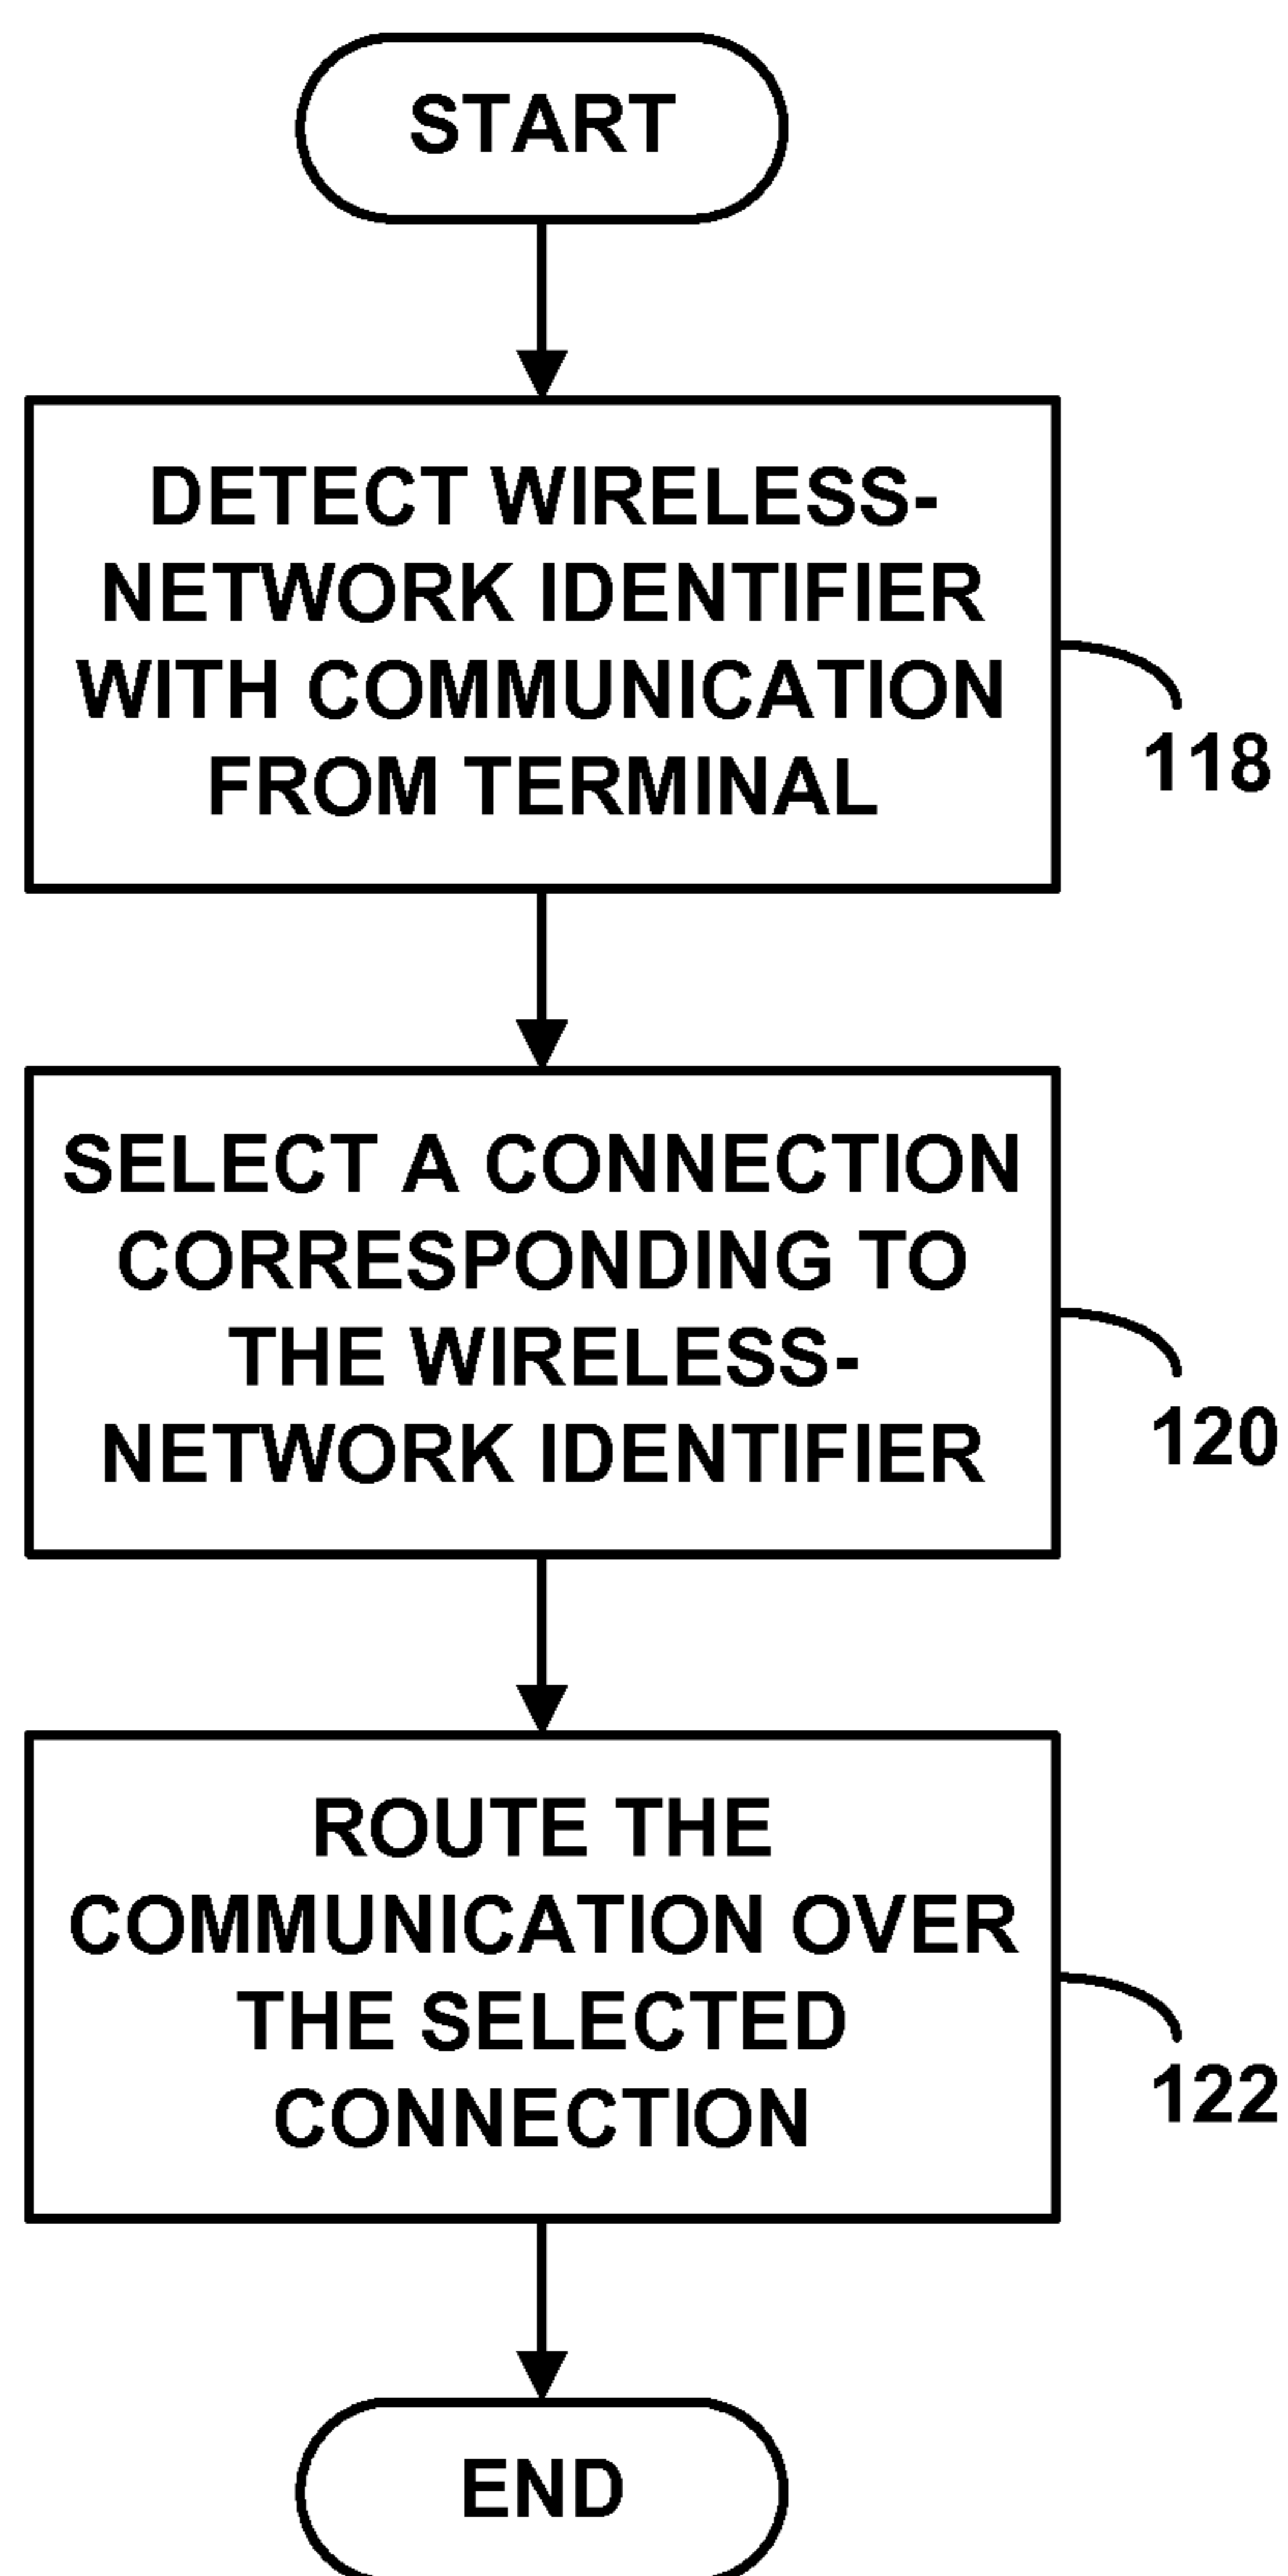 START
DETECT WIRELESS-
NETWORK IDENTIFIER
WITH COMMUNICATION
FROM TERMINAL
118
SELECT A CONNECTION
CORRESPONDING TO
THE WIRELESS-
NETWORK IDENTIFIER
120
ROUTE THE
COMMUNICATION OVER
THE SELECTED
CONNECTION
122
END